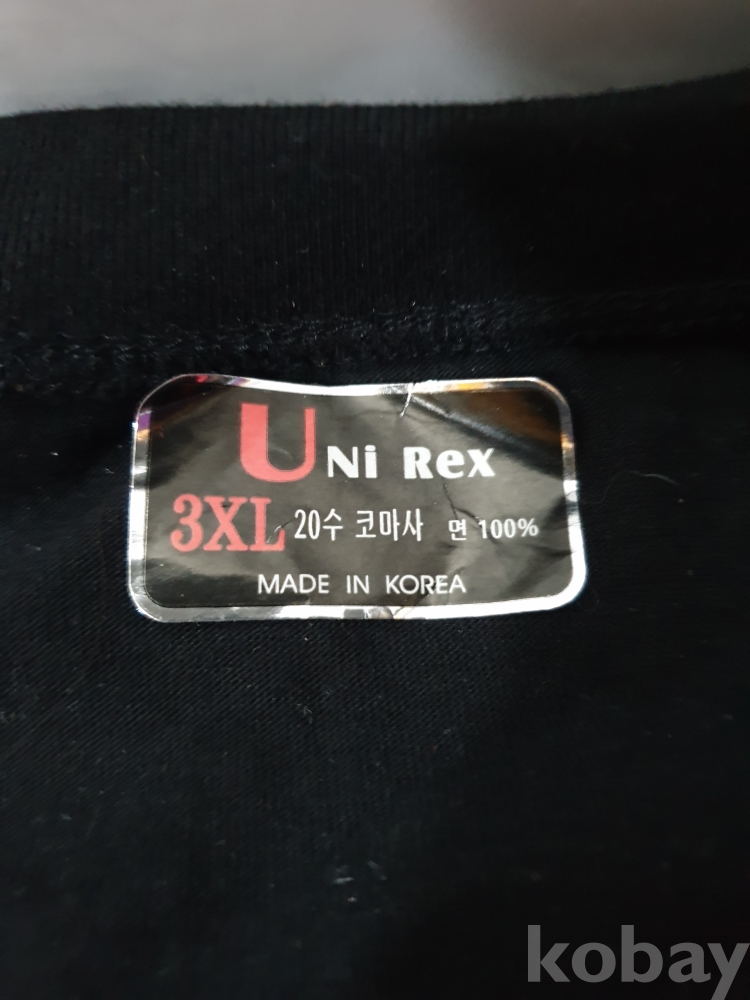 UNi Rex
3XL 20수 코마사 면 100%
MADE IN KOREA
kobay